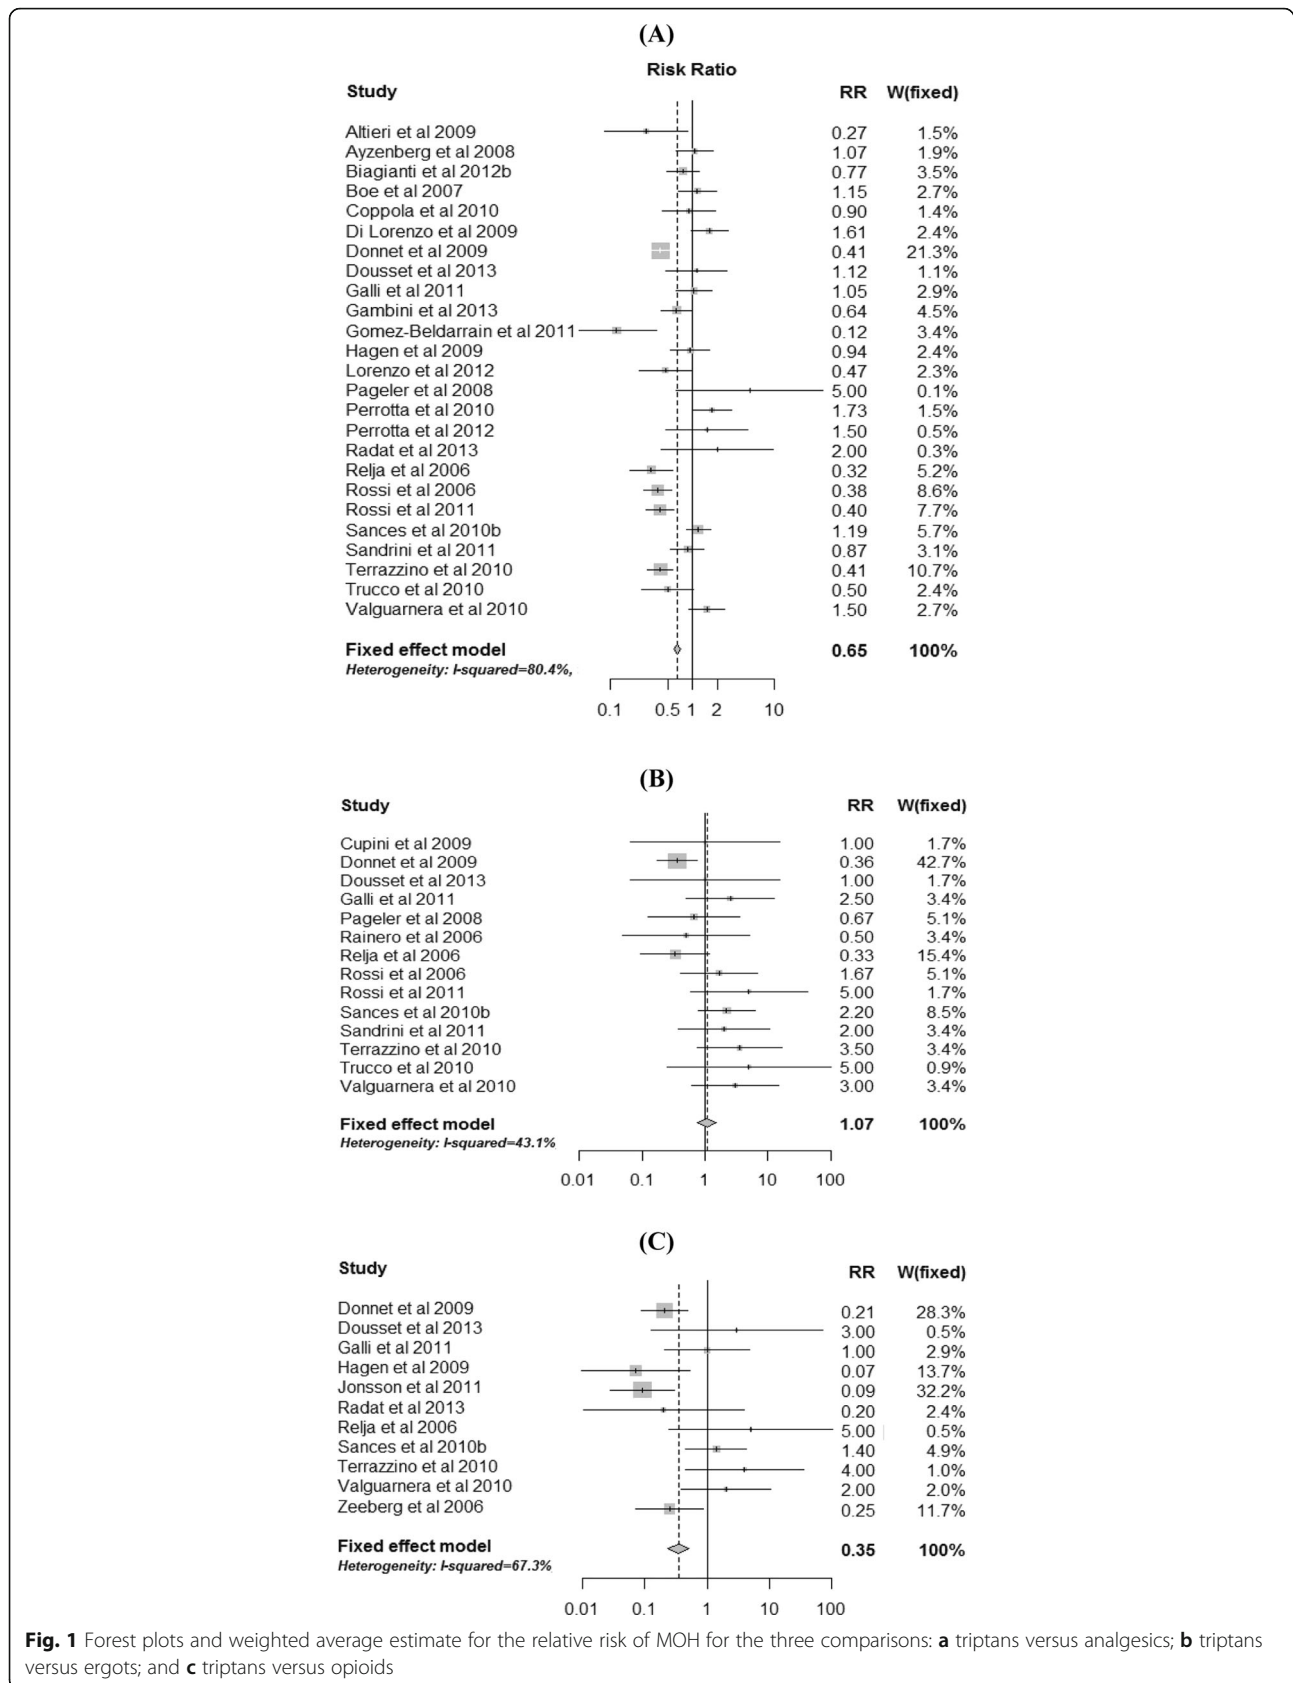 (A)
Risk Ratio
Study RR W(fixed)
Altieri et al 2009 0.27 1.5%
Ayzenberg et al 2008 1.07 1.9%
Biagianti et al 2012b 0.77 3.5%
Boe et al 2007 1.15 2.7%
Coppola et al 2010 0.90 1.4%
Di Lorenzo et al 2009 1.61 2.4%
Donnet et al 2009 0.41 21.3%
Dousset et al 2013 1.12 1.1%
Galli et al 2011 1.05 2.9%
Gambini et al 2013 0.64 4.5%
Gomez-Beldarrain et al 2011 0.12 3.4%
Hagen et al 2009 0.94 2.4%
Lorenzo et al 2012 0.47 2.3%
Pageler et al 2008 5.00 0.1%
Perrotta et al 2010 1.73 1.5%
Perrotta et al 2012 1.50 0.5%
Radat et al 2013 2.00 0.3%
Relja et al 2006 0.32 5.2%
Rossi et al 2006 0.38 8.6%
Rossi et al 2011 0.40 7.7%
Sances et al 2010b 1.19 5.7%
Sandrini et al 2011 0.87 3.1%
Terrazzino et al 2010 0.41 10.7%
Trucco et al 2010 0.50 2.4%
Valguarnera et al 2010 1.50 2.7%
Fixed effect model 0.65 100%
Heterogeneity: I-squared=80.4%,
0.1 0.5 1 2 10
(B)
Study RR W(fixed)
Cupini et al 2009 1.00 1.7%
Donnet et al 2009 0.36 42.7%
Dousset et al 2013 1.00 1.7%
Galli et al 2011 2.50 3.4%
Pageler et al 2008 0.67 5.1%
Rainero et al 2006 0.50 3.4%
Relja et al 2006 0.33 15.4%
Rossi et al 2006 1.67 5.1%
Rossi et al 2011 5.00 1.7%
Sances et al 2010b 2.20 8.5%
Sandrini et al 2011 2.00 3.4%
Terrazzino et al 2010 3.50 3.4%
Trucco et al 2010 5.00 0.9%
Valguarnera et al 2010 3.00 3.4%
Fixed effect model 1.07 100%
Heterogeneity: I-squared=43.1%
0.01 0.1 1 10 100
(C)
Study RR W(fixed)
Donnet et al 2009 0.21 28.3%
Dousset et al 2013 3.00 0.5%
Galli et al 2011 1.00 2.9%
Hagen et al 2009 0.07 13.7%
Jonsson et al 2011 0.09 32.2%
Radat et al 2013 0.20 2.4%
Relja et al 2006 5.00 0.5%
Sances et al 2010b 1.40 4.9%
Terrazzino et al 2010 4.00 1.0%
Valguarnera et al 2010 2.00 2.0%
Zeeberg et al 2006 0.25 11.7%
Fixed effect model 0.35 100%
Heterogeneity: I-squared=67.3%
0.01 0.1 1 10 100
Fig. 1 Forest plots and weighted average estimate for the relative risk of MOH for the three comparisons: a triptans versus analgesics; b triptans
versus ergots; and c triptans versus opioids